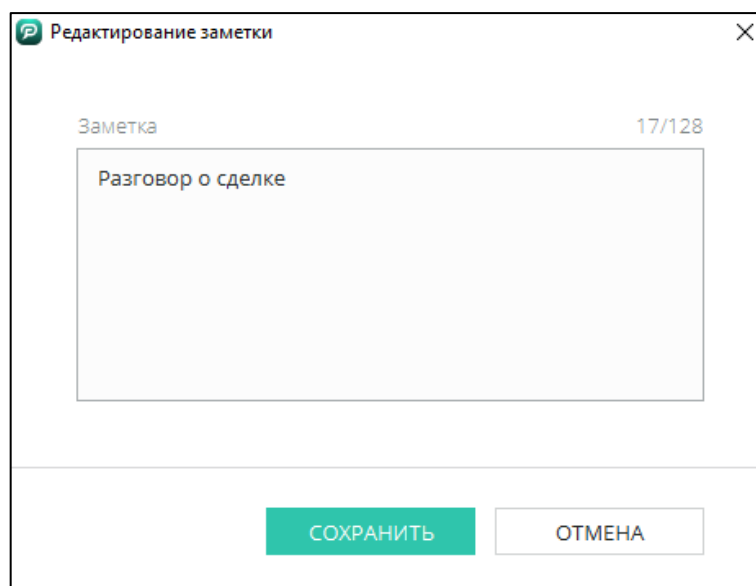 Редактирование заметки
Заметка 17/128
Разговор о сделке
СОХРАНИТЬ ОТМЕНА